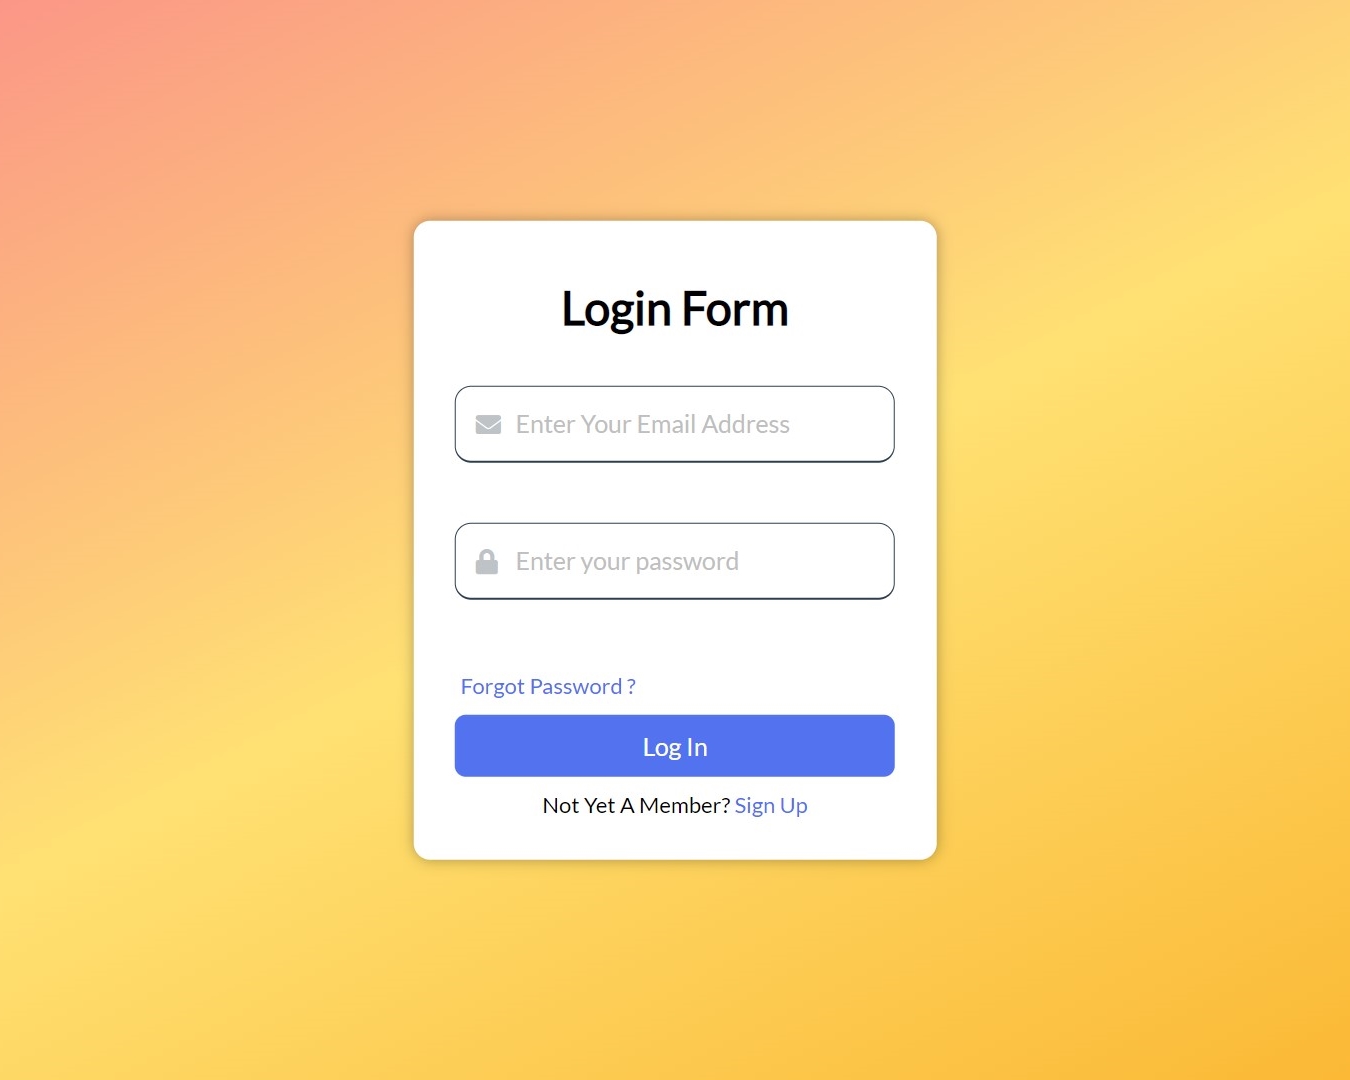 Login Form
Enter Your Email Address
Enter your password
Forgot Password ?
Log In
Not Yet A Member? Sign Up